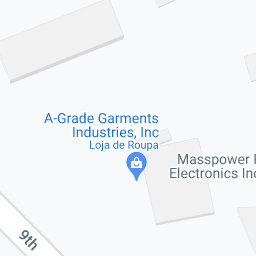 A-Grade Garments
Industries, Inc
Loja de Roupa
Masspower
Electronics Inc
9th